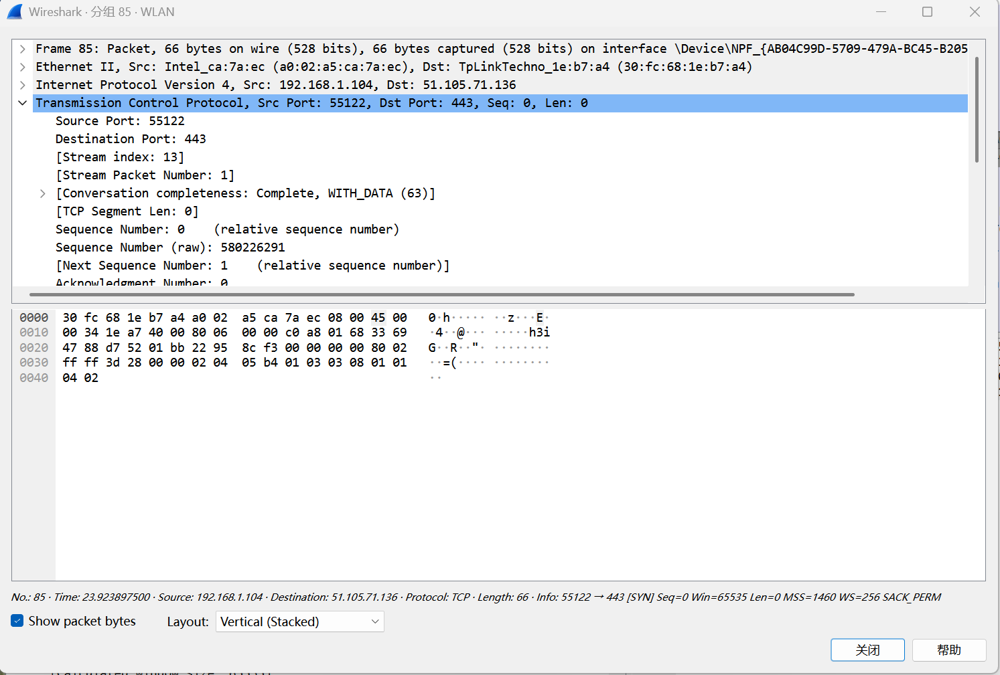 Wireshark · 分组 85 · WLAN
Frame 85: Packet, 66 bytes on wire (528 bits), 66 bytes captured (528 bits) on interface \Device\NPF_{AB04C99D-5709-479A-BC45-B205
Ethernet II, Src: Intel_ca:7a:ec (a0:02:a5:ca:7a:ec), Dst: TpLinkTechno_1e:b7:a4 (30:fc:68:1e:b7:a4)
Internet Protocol Version 4, Src: 192.168.1.104, Dst: 51.105.71.136
Transmission Control Protocol, Src Port: 55122, Dst Port: 443, Seq: 0, Len: 0
Source Port: 55122
Destination Port: 443
[Stream index: 13]
[Stream Packet Number: 1]
[Conversation completeness: Complete, WITH_DATA (63)]
[TCP Segment Len: 0]
Sequence Number: 0    (relative sequence number)
Sequence Number (raw): 580226291
[Next Sequence Number: 1    (relative sequence number)]
Acknowledgment Number: 0
0000 30 fc 68 1e b7 a4 a0 02  a5 ca 7a ec 08 00 45 00   0·h····· ··z···E·
0010 00 34 1e a7 40 00 80 06  00 00 c0 a8 01 68 33 69   ·4··@··· ·····h3i
0020 47 88 d7 52 01 bb 22 95  8c f3 00 00 00 00 80 02   G··R··"· ········
0030 ff ff 3d 28 00 00 02 04  05 b4 01 03 03 08 01 01   ··=(···· ········
0040 04 02   ··
No.: 85 · Time: 23.923897500 · Source: 192.168.1.104 · Destination: 51.105.71.136 · Protocol: TCP · Length: 66 · Info: 55122 → 443 [SYN] Seq=0 Win=65535 Len=0 MSS=1460 WS=256 SACK_PERM
Show packet bytes
Layout: Vertical (Stacked)
关闭
帮助